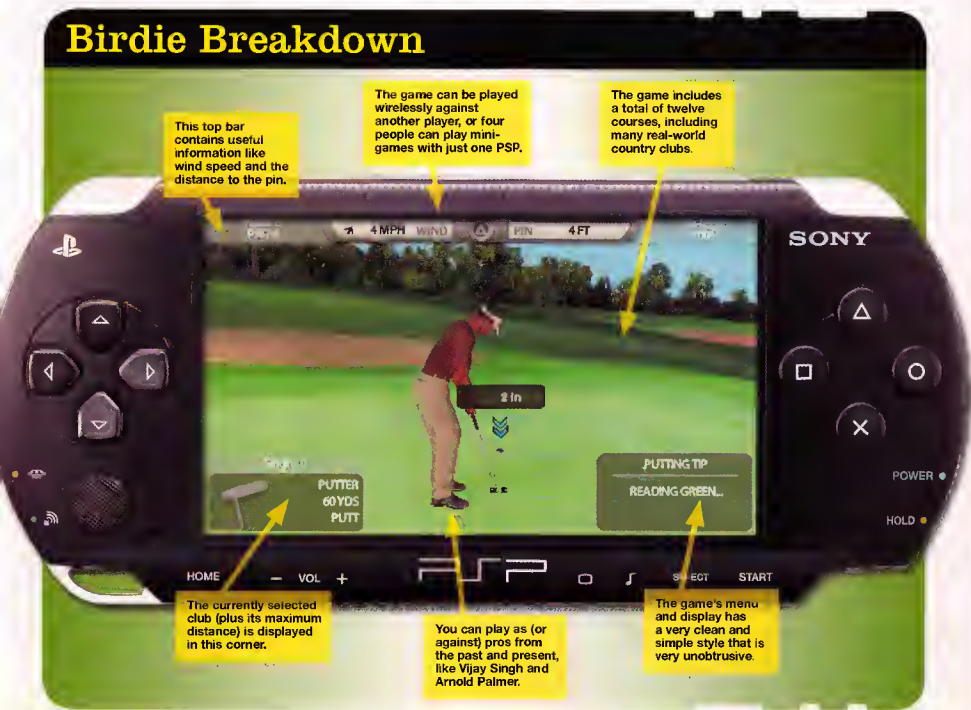 Birdie Breakdown
The game can be played
wirelessly against
another player, or four
people can play mini-
games with just one PSP.
The game includes
a total of twelve
courses, including
many real-world
country clubs.
This top bar
contains useful
information like
wind speed and the
distance to the pin.
4 MPH WIND PIN 4 FT
SONY
2 in
PUTTER
60 YDS
PUTT
PUTTING TIP
READING GREEN...
POWER
HOLD
HOME – VOL + PSP SELECT START
The currently selected
club (plus its maximum
distance) is displayed
in this corner.
You can play as (or
against) pros from
the past and present,
like Vijay Singh and
Arnold Palmer.
The game's menu
and display has
a very clean and
simple style that is
very unobtrusive.